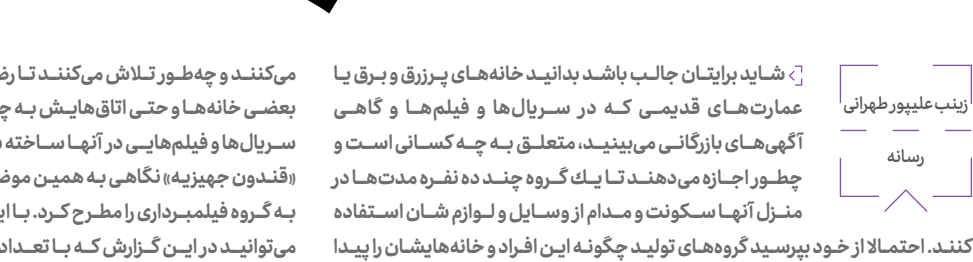 زینب علیپور طهرانی
رسانه
شاید برایتان جالب باشد بدانید خانه‌های پرزرق و برق یا
عمارت‌های قدیمی که در سریال‌ها و فیلم‌ها و گاهی
آگهی‌های بازرگانی می‌بینید، متعلق به چه کسانی است و
چطور اجازه می‌دهند تا یك گروه چند ده نفره مدت‌ها در
منزل آنها سکونت و مدام از وسایل و لوازم شان استفاده
کنند. احتمالا از خود بپرسید گروه‌های تولید چگونه این افراد و خانه‌هایشان را پیدا
می‌کنند و چه‌طور تلاش می‌کنند تا
بعضی خانه‌ها و حتی اتاق‌هایش به
سریال‌ها و فیلم‌هایی در آنها ساخته
«قندون جهیزیه» نگاهی به همین
به گروه فیلمبرداری را مطرح کرد. با
می‌توانید در این گزارش که با